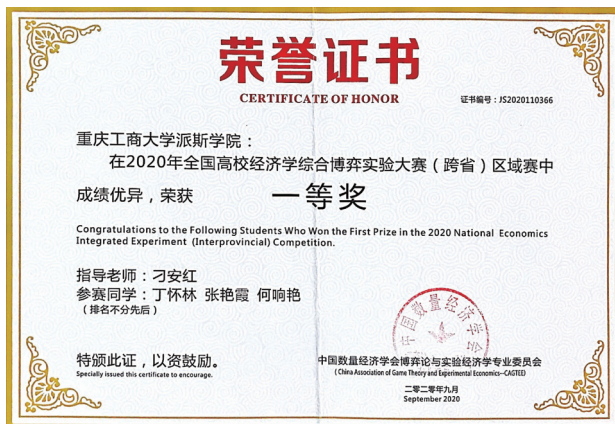 荣誉证书
CERTIFICATE OF HONOR
证书编号：JS2020110366
重庆工商大学派斯学院：
在2020年全国高校经济学综合博弈实验大赛（跨省）区域赛中
成绩优异，荣获 一等奖
Congratulations to the Following Students Who Won the First Prize in the 2020 National Economics
Integrated Experiment (Interprovincial) Competition.
指导老师：刁安红
参赛同学：丁怀林 张艳霞 何响艳
（排名不分先后）
特颁此证，以资鼓励。
Specially issued this certificate to encourage.
中国数量经济学会
中国数量经济学会博弈论与实验经济学专业委员会
(China Association of Game Theory and Experimental Economics-CAGTEE)
二零二零年九月
September 2020